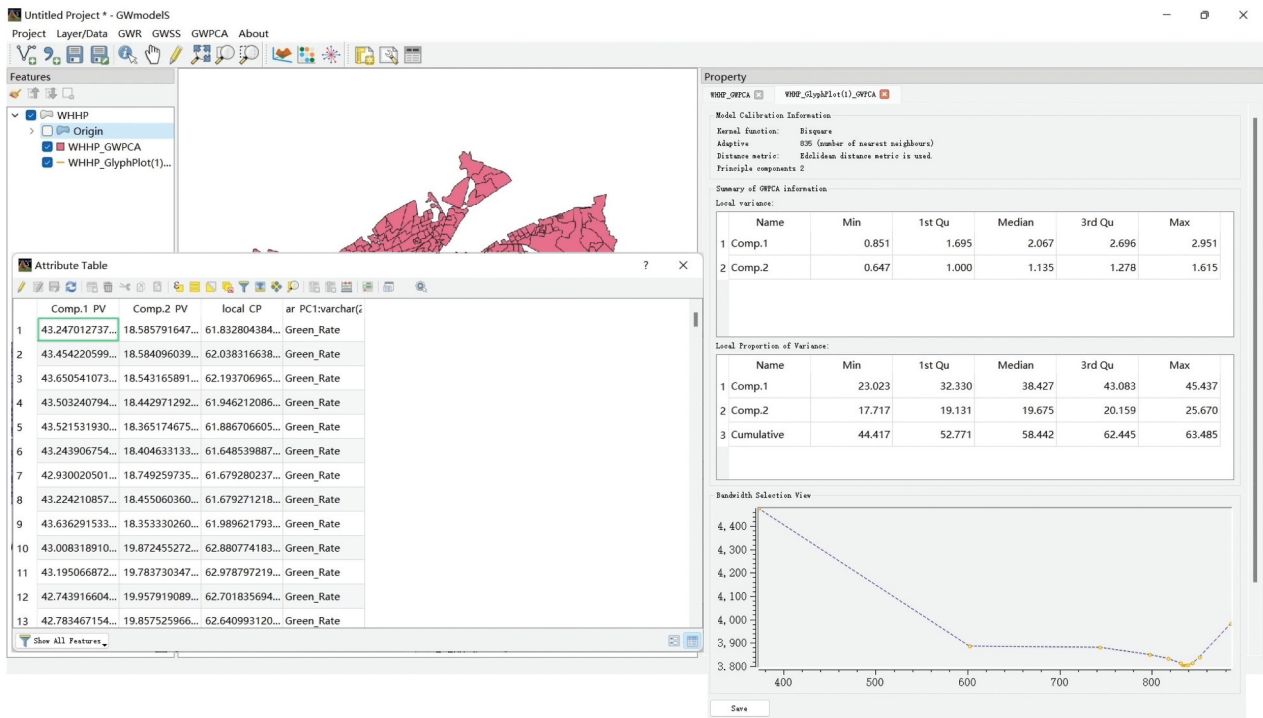 Untitled Project * - GWmodelS
Project Layer/Data GWR GWSS GWPCA About
Features
WHHP
Origin
WHHP_GWPCA
WHHP_GlyphPlot(1)...
Attribute Table
Comp.1 PV Comp.2 PV local CP ar PC1:varchar(2
1 43.247012737... 18.585791647... 61.832804384... Green_Rate
2 43.454220599... 18.584096039... 62.038316638... Green_Rate
3 43.650541073... 18.543165891... 62.193706965... Green_Rate
4 43.503240794... 18.442971292... 61.946212086... Green_Rate
5 43.521531930... 18.365174675... 61.886706605... Green_Rate
6 43.243906754... 18.404633133... 61.648539887... Green_Rate
7 42.930020501... 18.749259735... 61.679280237... Green_Rate
8 43.224210857... 18.455060360... 61.679271218... Green_Rate
9 43.636291533... 18.353330260... 61.989621793... Green_Rate
10 43.008318910... 19.872455272... 62.880774183... Green_Rate
11 43.195066872... 19.783730347... 62.978797219... Green_Rate
12 42.743916604... 19.957919089... 62.701835694... Green_Rate
13 42.783467154... 19.857525966... 62.640993120... Green_Rate
Show All Features
Property
WHHP_GWPCA WHHP_GlyphPlot(1)_GWPCA
Model Calibration Information
Kernel function: Bisquare
Adaptive 835 (number of nearest neighbours)
Distance metric: Edclidean distance metric is used.
Principle components 2
Summary of GWPCA information
Local variance:
Name Min 1st Qu Median 3rd Qu Max
1 Comp.1 0.851 1.695 2.067 2.696 2.951
2 Comp.2 0.647 1.000 1.135 1.278 1.615
Local Proportion of Variance:
Name Min 1st Qu Median 3rd Qu Max
1 Comp.1 23.023 32.330 38.427 43.083 45.437
2 Comp.2 17.717 19.131 19.675 20.159 25.670
3 Cumulative 44.417 52.771 58.442 62.445 63.485
Bandwidth Selection View
4,400
4,300
4,200
4,100
4,000
3,900
3,800
400 500 600 700 800
Save